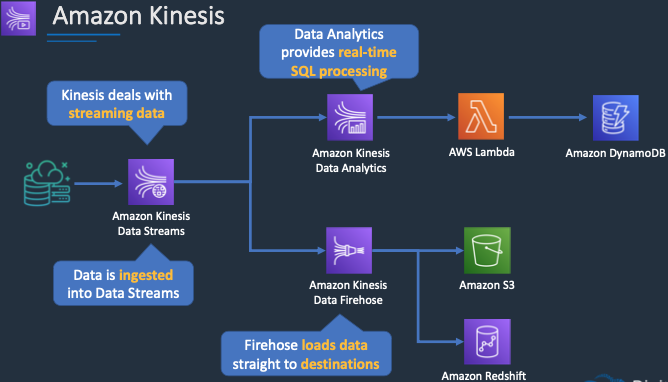 Amazon Kinesis
Data Analytics
provides real-time
SQL processing
Kinesis deals with
streaming data
Amazon Kinesis
Data Streams
Amazon Kinesis
Data Analytics
AWS Lambda
Amazon DynamoDB
Data is ingested
into Data Streams
Amazon Kinesis
Data Firehose
Amazon S3
Firehose loads data
straight to destinations
Amazon Redshift